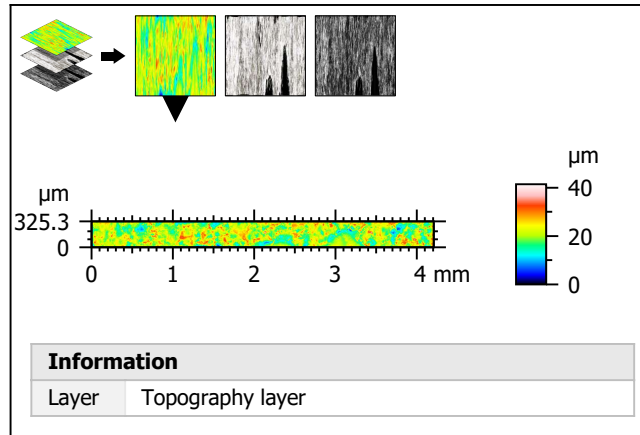 µm
µm
40
325.3
20
0
0 1 2 3 4 mm
0
Information
Layer Topography layer